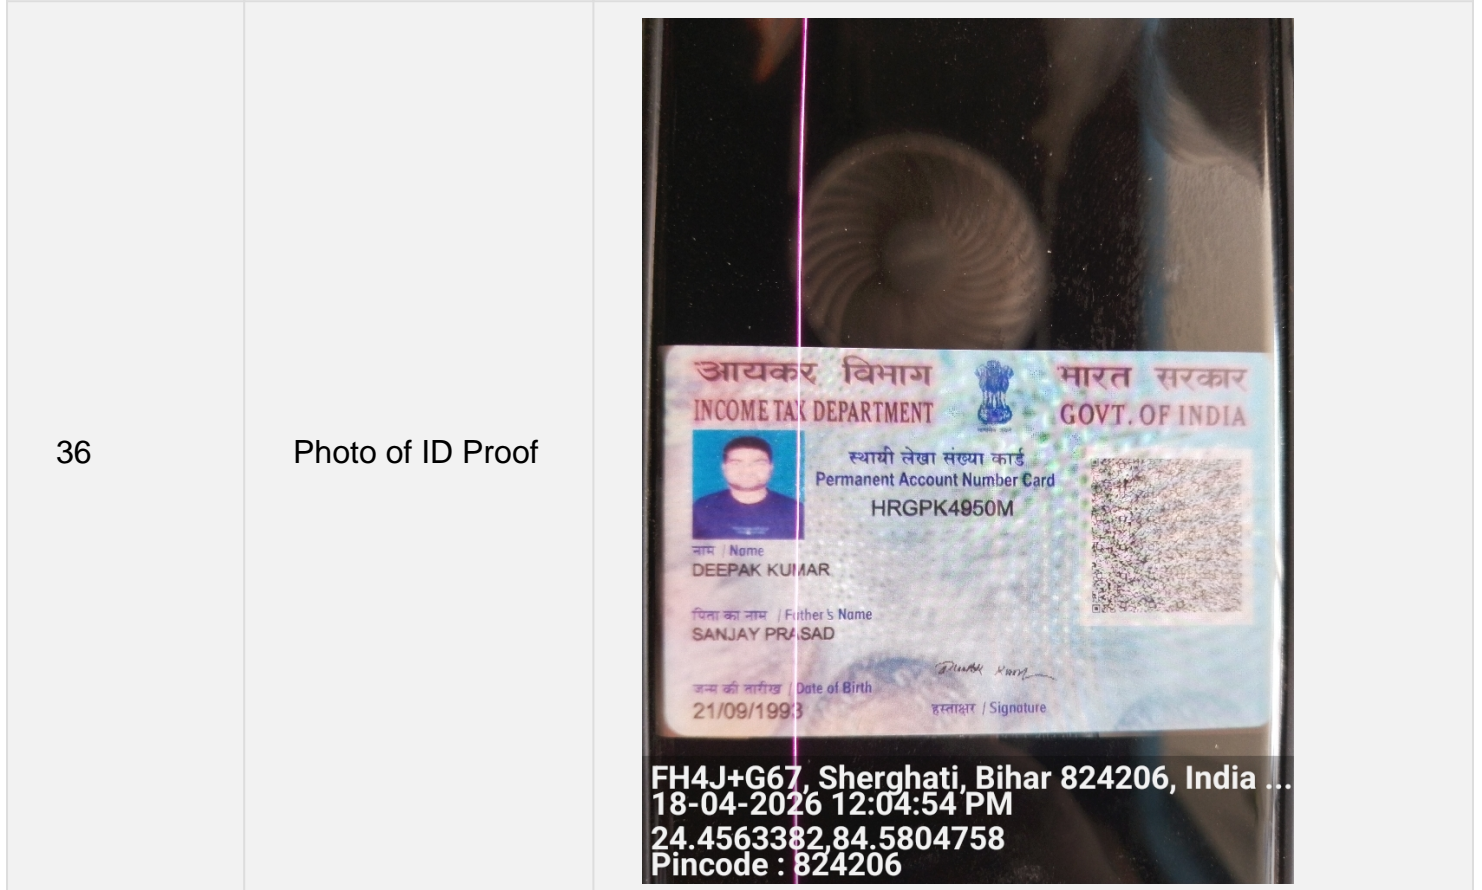 36
Photo of ID Proof
आयकर विभाग
INCOME TAX DEPARTMENT
भारत सरकार
GOVT. OF INDIA
स्थायी लेखा संख्या कार्ड
Permanent Account Number Card
HRGPK4950M
नाम / Name
DEEPAK KUMAR
पिता का नाम / Father's Name
SANJAY PRASAD
जन्म की तारीख / Date of Birth
21/09/1993
हस्ताक्षर / Signature
FH4J+G67, Sherghati, Bihar 824206, India ...
18-04-2026 12:04:54 PM
24.4563382,84.5804758
Pincode : 824206